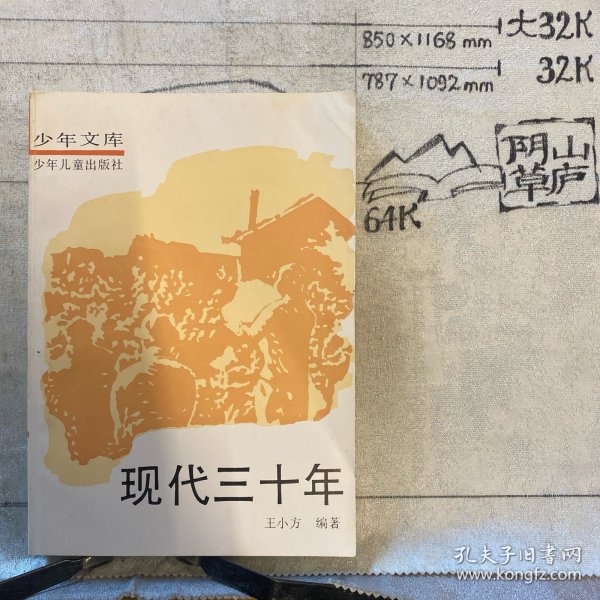 850×1168 mm 大32K
787×1092 mm 32K
64K
门山
草庐
少年文库
少年儿童出版社
现代三十年
王小方 编著
孔夫子旧书网
www.kongfz.com